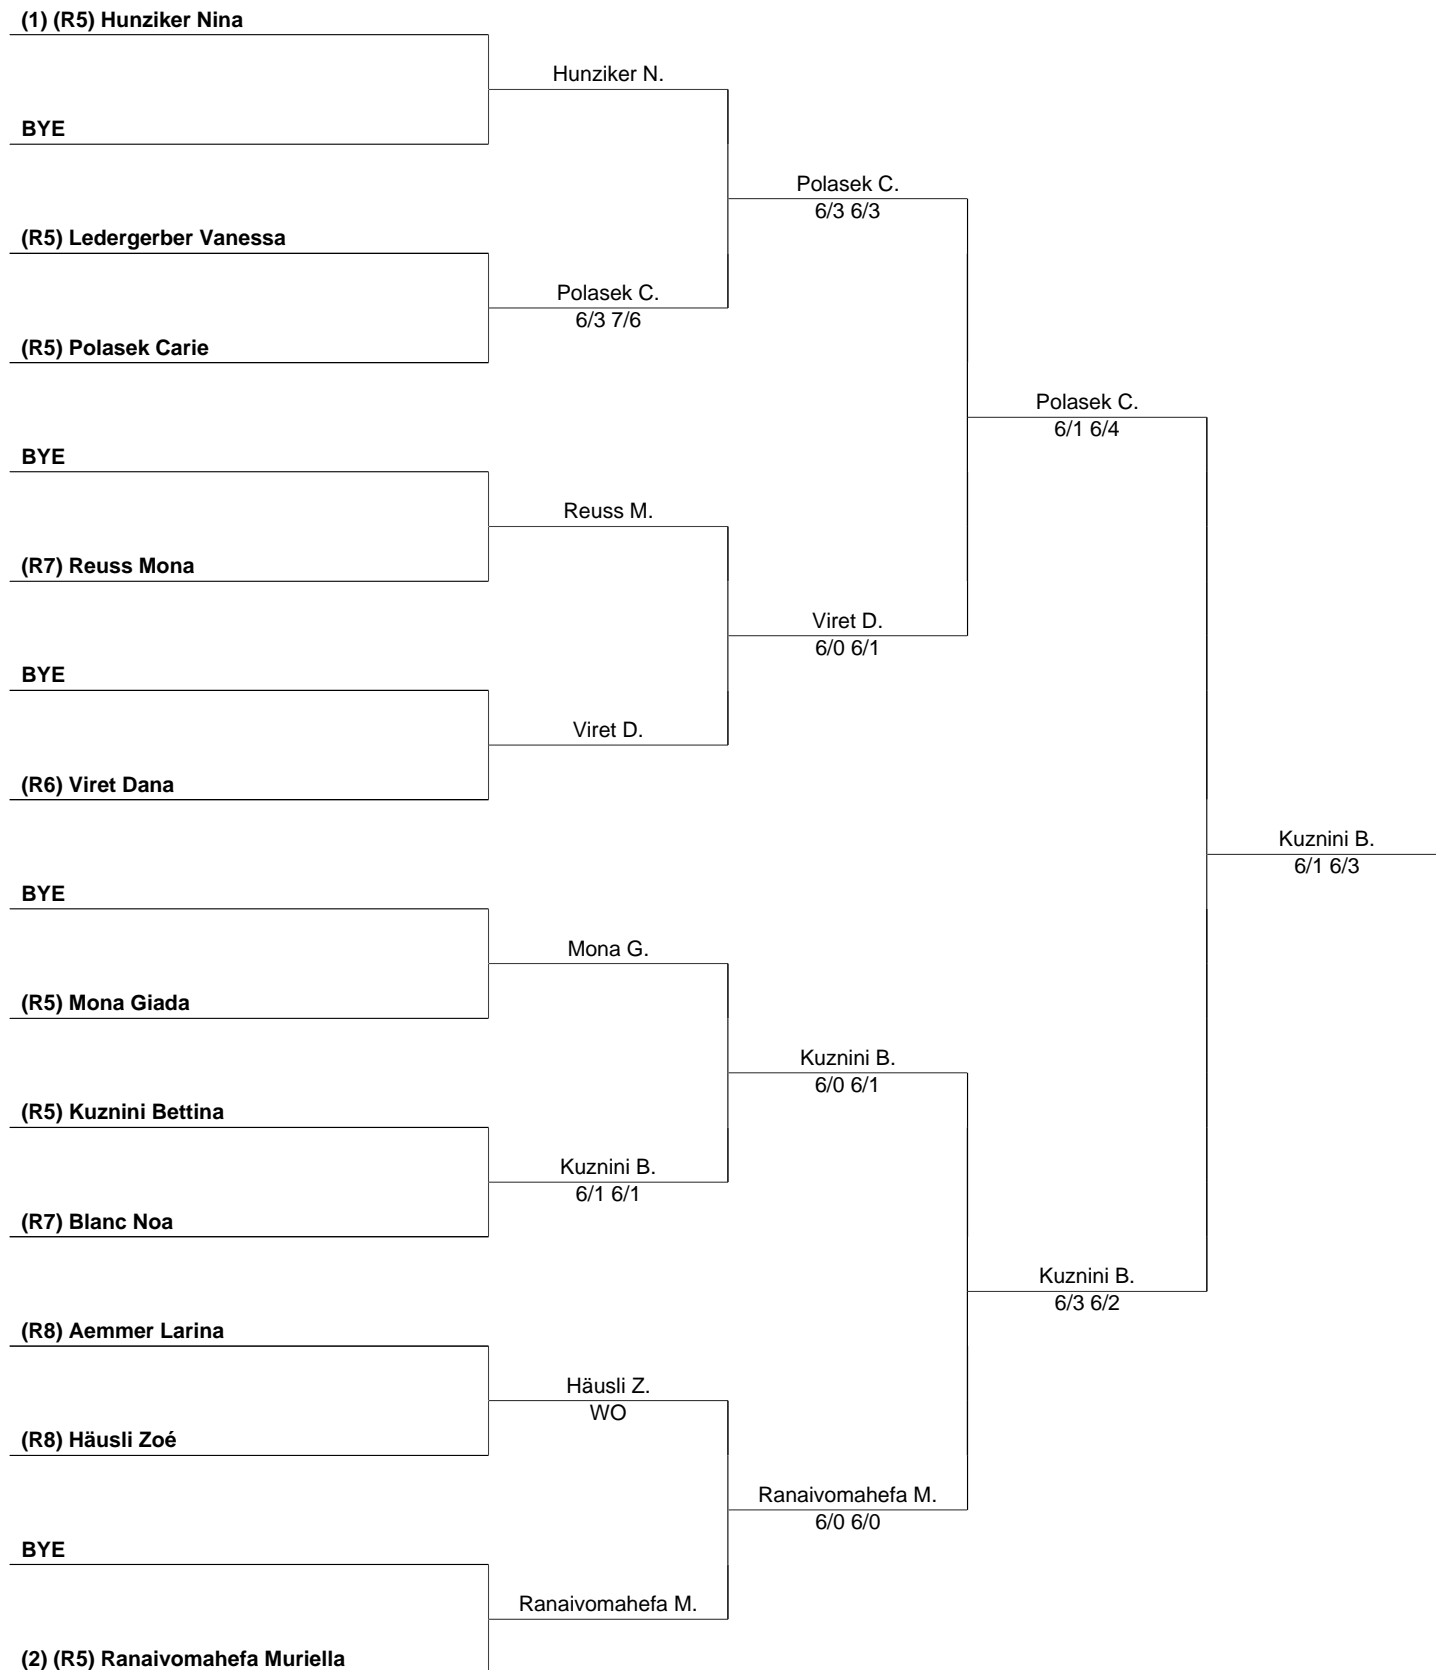 (1) (R5) Hunziker Nina
Hunziker N.
BYE
Polasek C.
6/3 6/3
(R5) Ledergerber Vanessa
Polasek C.
6/3 7/6
(R5) Polasek Carie
Polasek C.
6/1 6/4
BYE
Reuss M.
(R7) Reuss Mona
Viret D.
6/0 6/1
BYE
Viret D.
(R6) Viret Dana
Kuznini B.
6/1 6/3
BYE
Mona G.
(R5) Mona Giada
Kuznini B.
6/0 6/1
(R5) Kuznini Bettina
Kuznini B.
6/1 6/1
(R7) Blanc Noa
Kuznini B.
6/3 6/2
(R8) Aemmer Larina
Häusli Z.
WO
(R8) Häusli Zoé
Ranaivomahefa M.
6/0 6/0
BYE
Ranaivomahefa M.
(2) (R5) Ranaivomahefa Muriella